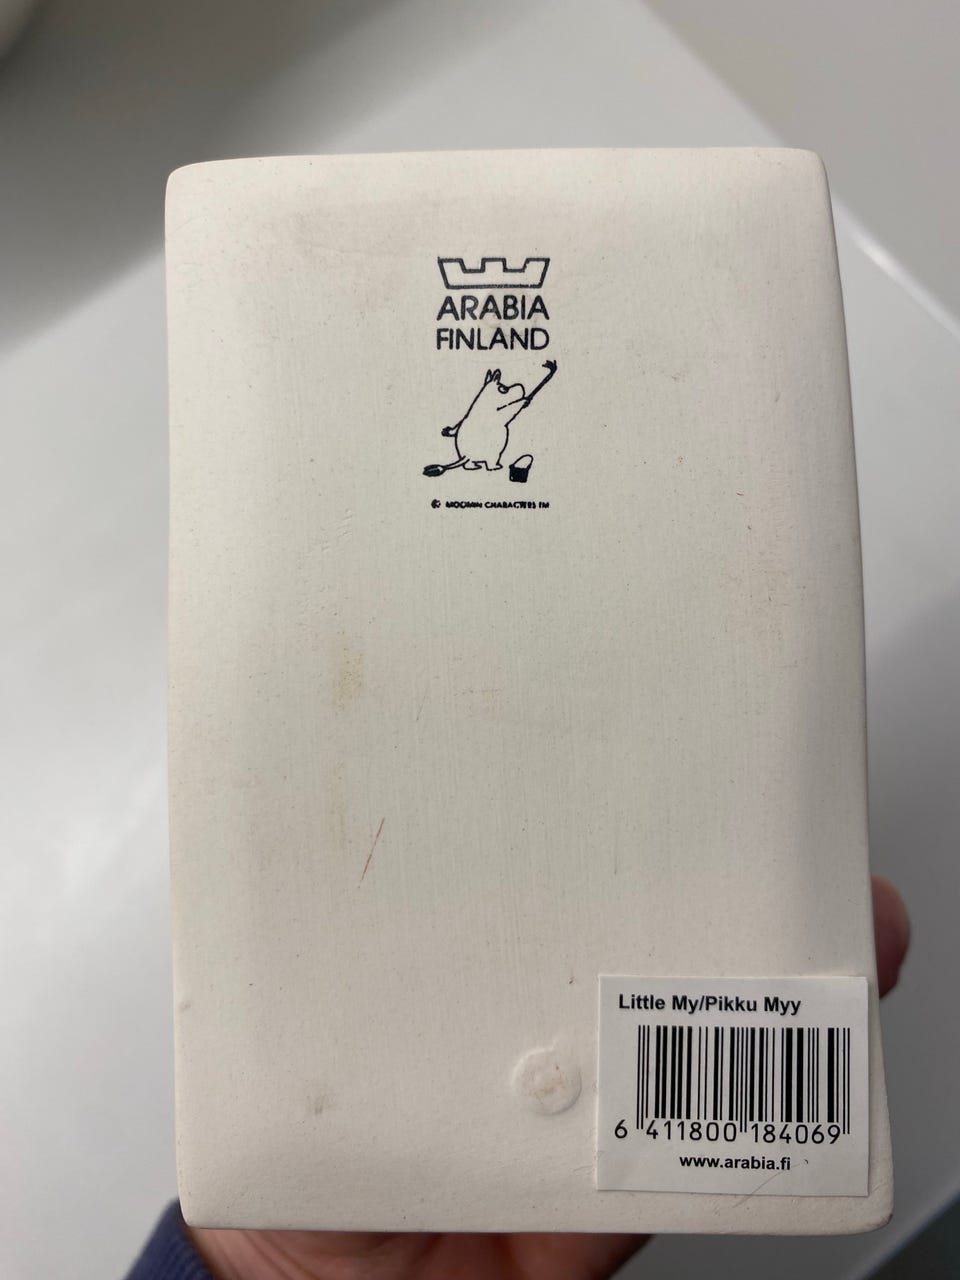 ARABIA
FINLAND
© MOOMIN CHARACTERS TM
Little My/Pikku Myy
6 411800 184069
www.arabia.fi